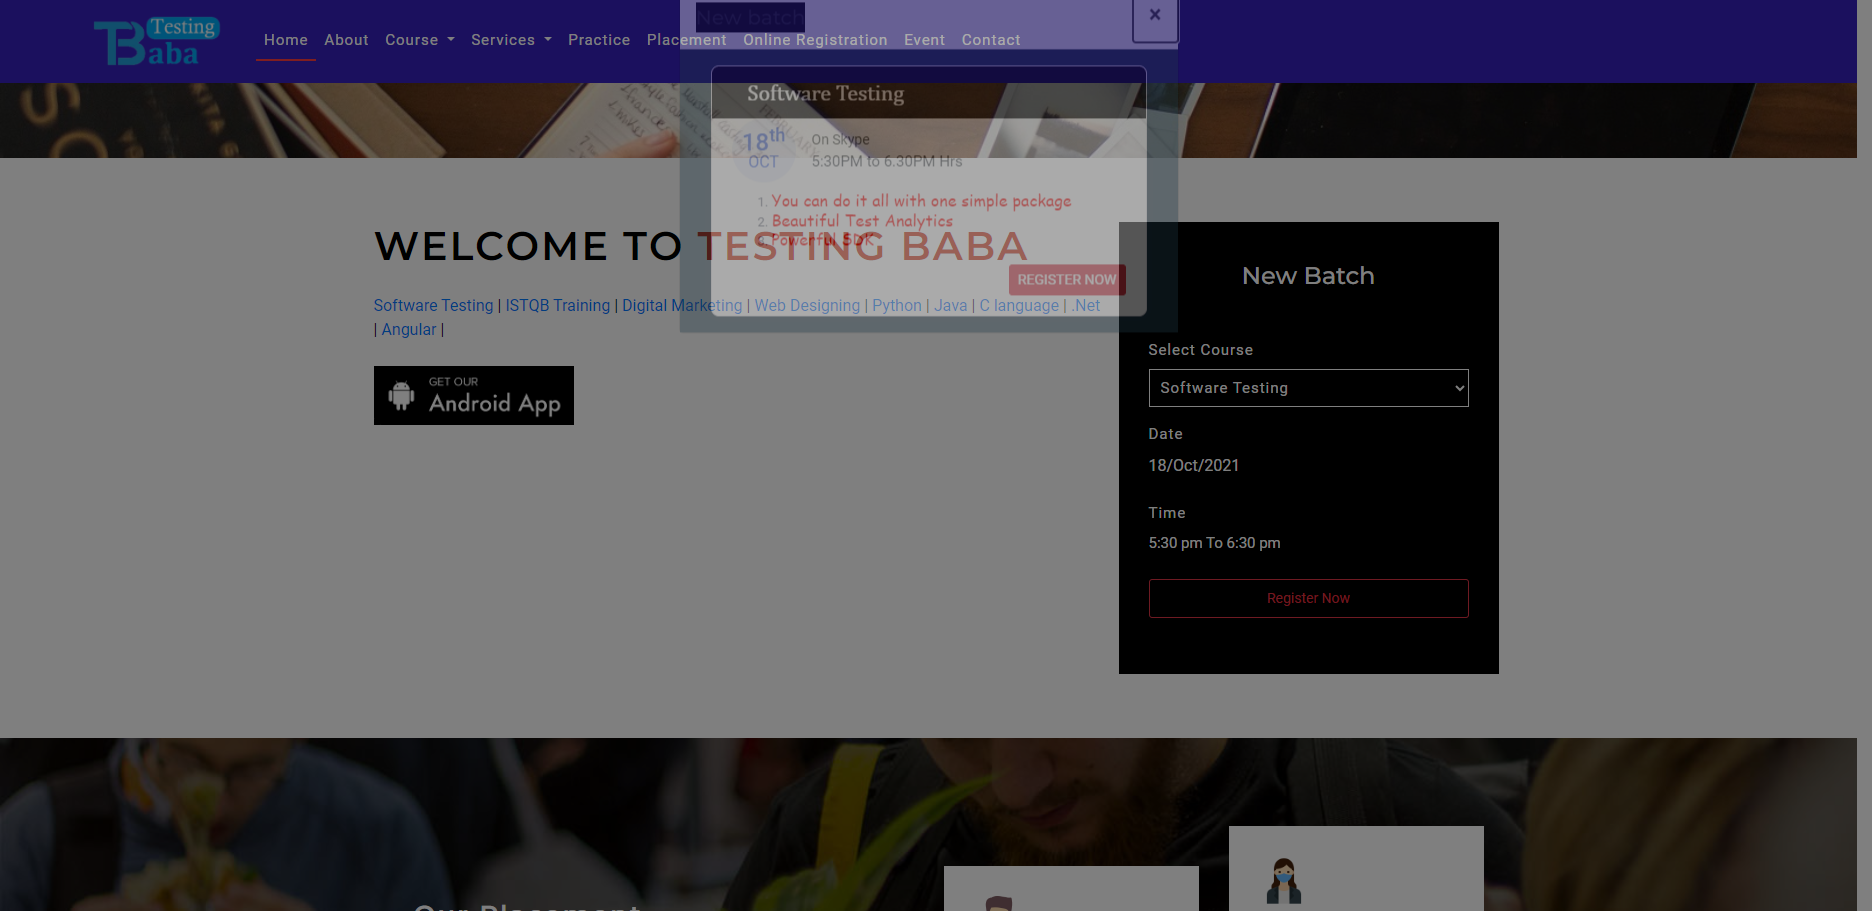 Testing
Baba
Home About Course Services Practice Placement Online Registration Event Contact
New batch
×
Software Testing
18th
OCT
On Skype
5:30PM to 6.30PM Hrs
1. You can do it all with one simple package
2. Beautiful Test Analytics
3. Powerful SDK
REGISTER NOW
WELCOME TO TESTING BABA
Software Testing | ISTQB Training | Digital Marketing | Web Designing | Python | Java | C language | .Net
| Angular |
GET OUR
Android App
New Batch
Select Course
Software Testing
Date
18/Oct/2021
Time
5:30 pm To 6:30 pm
Register Now
Our Placement